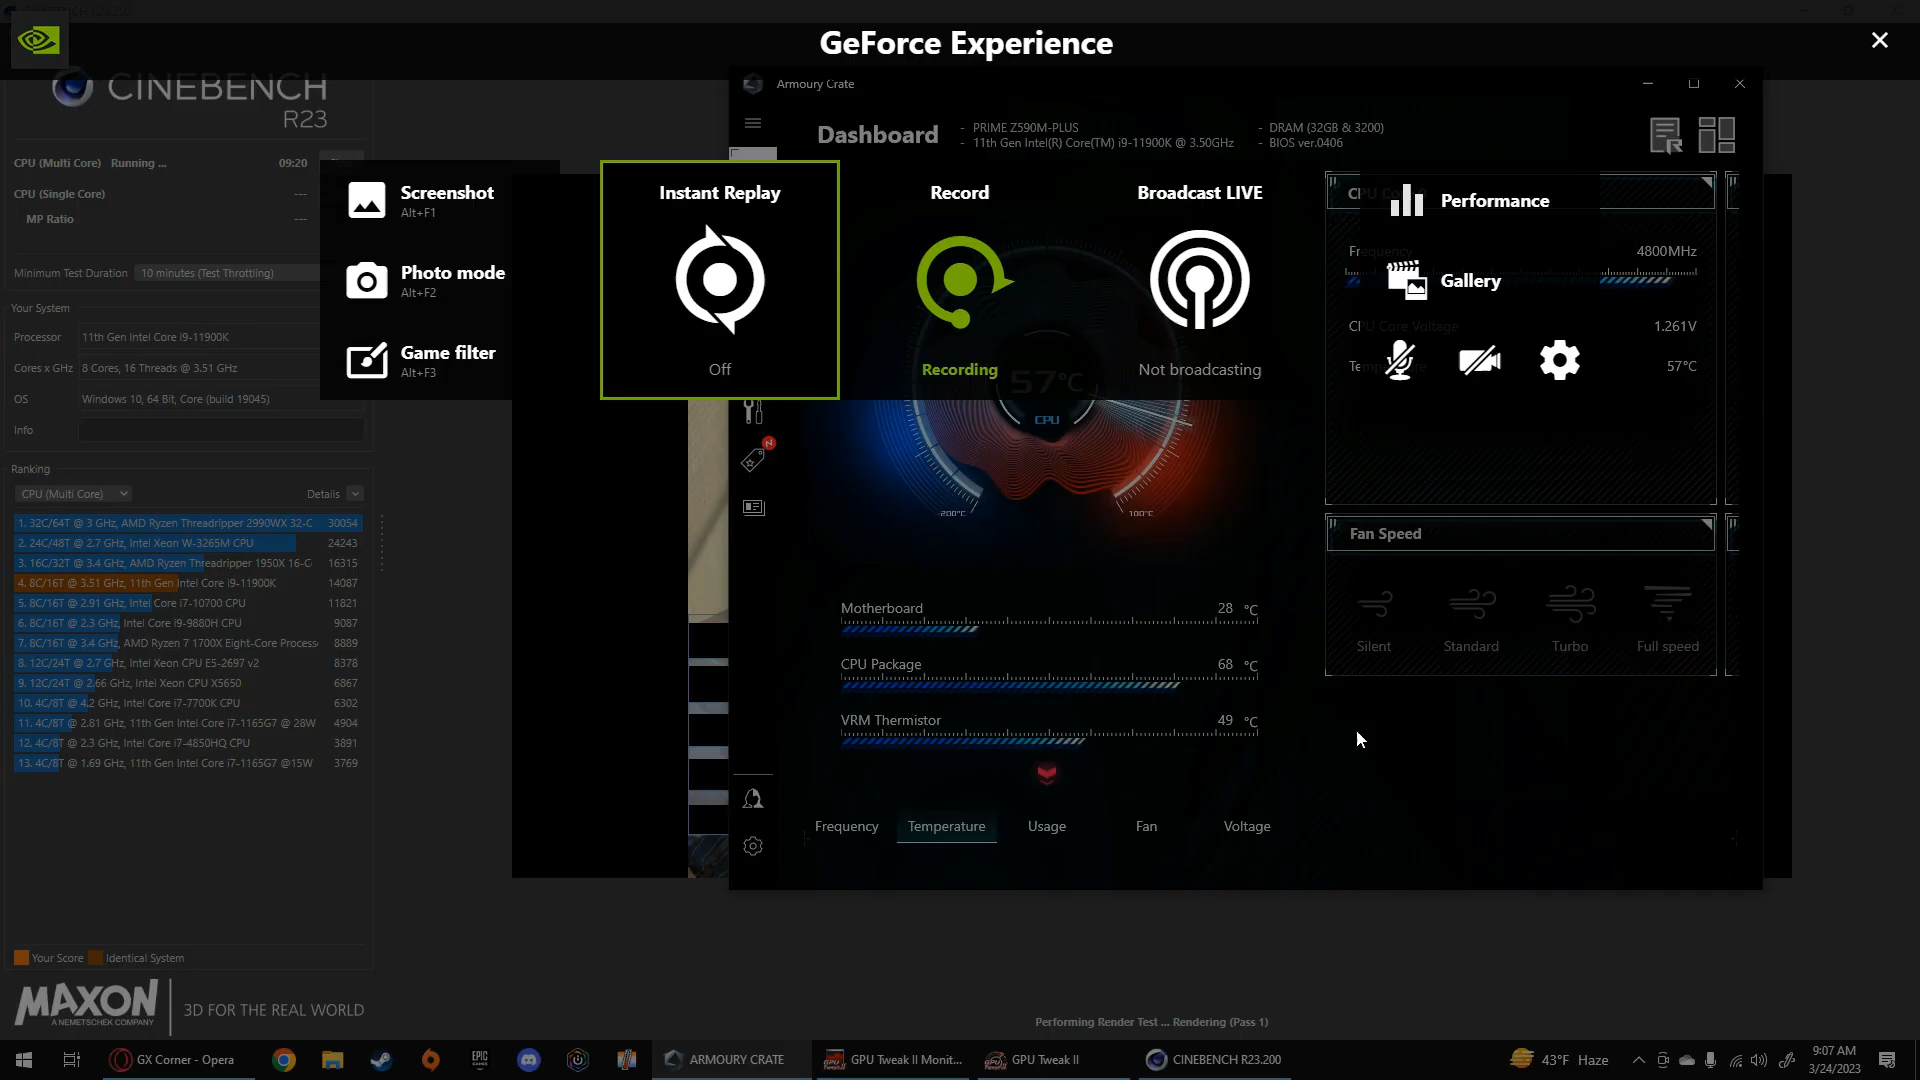 GeForce Experience
CINEBENCH
R23
Armoury Crate
Dashboard
- PRIME Z590M-PLUS
- 11th Gen Intel(R) Core(TM) i9-11900K @ 3.50GHz
- DRAM (32GB & 3200)
- BIOS ver.0406
CPU (Multi Core) Running ... 09:20
CPU (Single Core) ---
MP Ratio ---
Minimum Test Duration 10 minutes (Test Throttling)
Screenshot
Alt+F1
Photo mode
Alt+F2
Game filter
Alt+F3
Instant Replay
Off
Record
Recording
Broadcast LIVE
Not broadcasting
Performance
Gallery
Frequency 4800MHz
CPU Core Voltage 1.261V
57°C
57°C
CPU
200°C
100°C
Your System
Processor 11th Gen Intel Core i9-11900K
Cores x GHz 8 Cores, 16 Threads @ 3.51 GHz
OS Windows 10, 64 Bit, Core (build 19045)
Info
Ranking
CPU (Multi Core) Details
1. 32C/64T @ 3 GHz, AMD Ryzen Threadripper 2990WX 32-C 30054
2. 24C/48T @ 2.7 GHz, Intel Xeon W-3265M CPU 24243
3. 16C/32T @ 3.4 GHz, AMD Ryzen Threadripper 1950X 16-C 16315
4. 8C/16T @ 3.51 GHz, 11th Gen Intel Core i9-11900K 14087
5. 8C/16T @ 2.91 GHz, Intel Core i7-10700 CPU 11821
6. 8C/16T @ 2.3 GHz, Intel Core i9-9880H CPU 9087
7. 8C/16T @ 3.4 GHz, AMD Ryzen 7 1700X Eight-Core Process 8889
8. 12C/24T @ 2.7 GHz, Intel Xeon CPU E5-2697 v2 8378
9. 12C/24T @ 2.66 GHz, Intel Xeon CPU X5650 6867
10. 4C/8T @ 4.2 GHz, Intel Core i7-7700K CPU 6302
11. 4C/8T @ 2.81 GHz, 11th Gen Intel Core i7-1165G7 @ 28W 4904
12. 4C/8T @ 2.3 GHz, Intel Core i7-4850HQ CPU 3891
13. 4C/8T @ 1.69 GHz, 11th Gen Intel Core i7-1165G7 @15W 3769
Your Score Identical System
MAXON
A NEMETSCHEK COMPANY
3D FOR THE REAL WORLD
Motherboard 28 °C
CPU Package 68 °C
VRM Thermistor 49 °C
Frequency Temperature Usage Fan Voltage
Fan Speed
Silent Standard Turbo Full speed
Performing Render Test ... Rendering (Pass 1)
GX Corner - Opera
EPIC GAMES
ARMOURY CRATE
GPU Tweak II Monit...
GPU Tweak II
CINEBENCH R23.200
43°F Haze
9:07 AM
3/24/2023